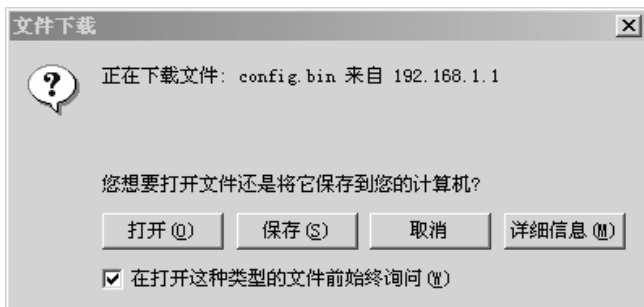 文件下载
正在下载文件: config.bin 来自 192.168.1.1
您想要打开文件还是将它保存到您的计算机?
打开(O) 保存(S) 取消 详细信息(M)
在打开这种类型的文件前始终询问(W)